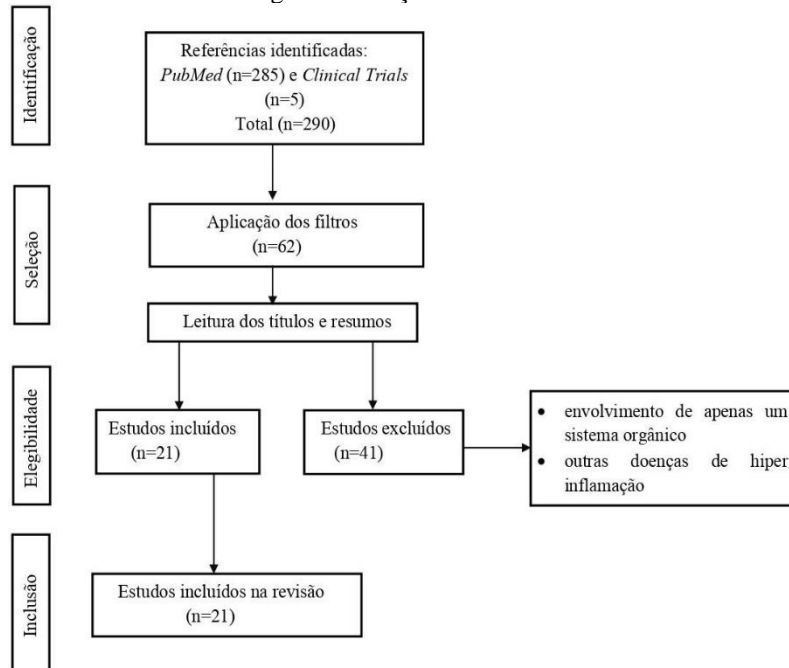 Identificação
Referências identificadas:
PubMed (n=285) e Clinical Trials
(n=5)
Total (n=290)
Seleção
Aplicação dos filtros
(n=62)
Leitura dos títulos e resumos
Elegibilidade
Estudos incluídos
(n=21)
Estudos excluídos
(n=41)
• envolvimento de apenas um
sistema orgânico
• outras doenças de hiper
inflamação
Inclusão
Estudos incluídos na revisão
(n=21)